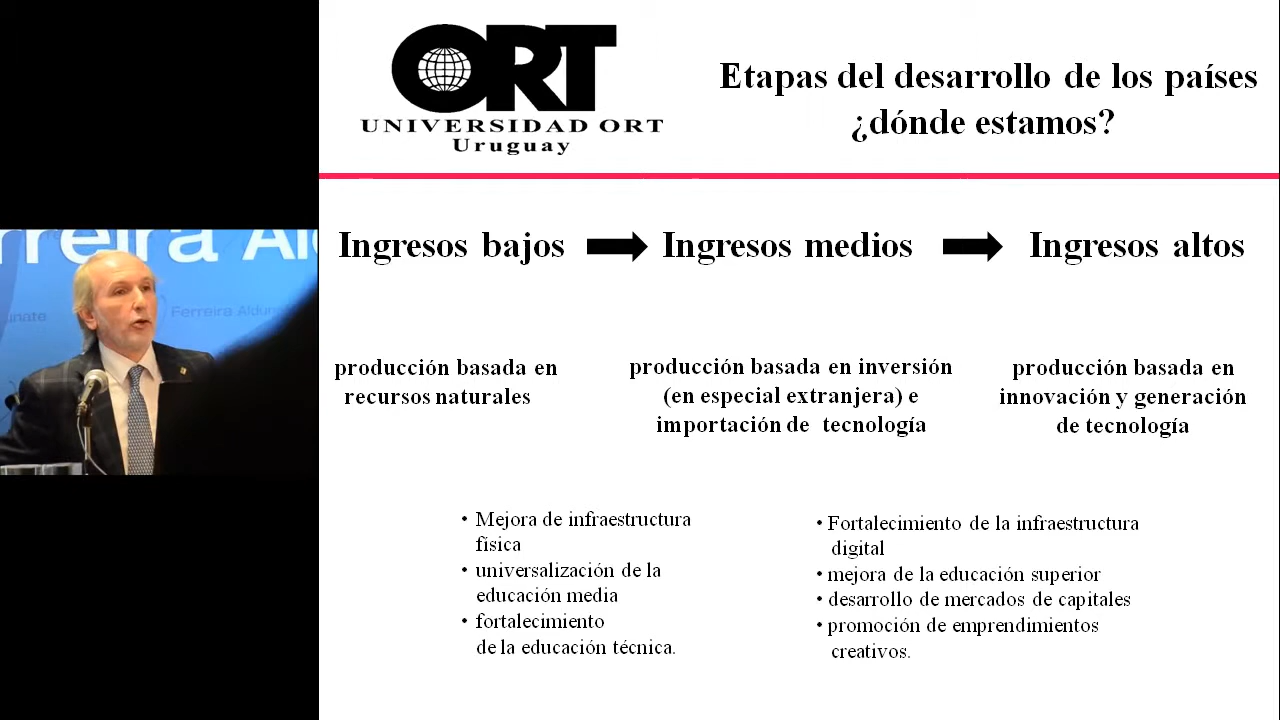 ORT
UNIVERSIDAD ORT
Uruguay
Etapas del desarrollo de los países
¿dónde estamos?
Ingresos bajos
Ingresos medios
Ingresos altos
producción basada en
recursos naturales
producción basada en inversión
(en especial extranjera) e
importación de tecnología
producción basada en
innovación y generación
de tecnología
• Mejora de infraestructura
física
• universalización de la
educación media
• fortalecimiento
de la educación técnica.
• Fortalecimiento de la infraestructura
digital
• mejora de la educación superior
• desarrollo de mercados de capitales
• promoción de emprendimientos
creativos.